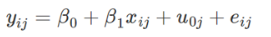 y_{ij} = β_0 + β_1x_{ij} + u_{0j} + e_{ij}